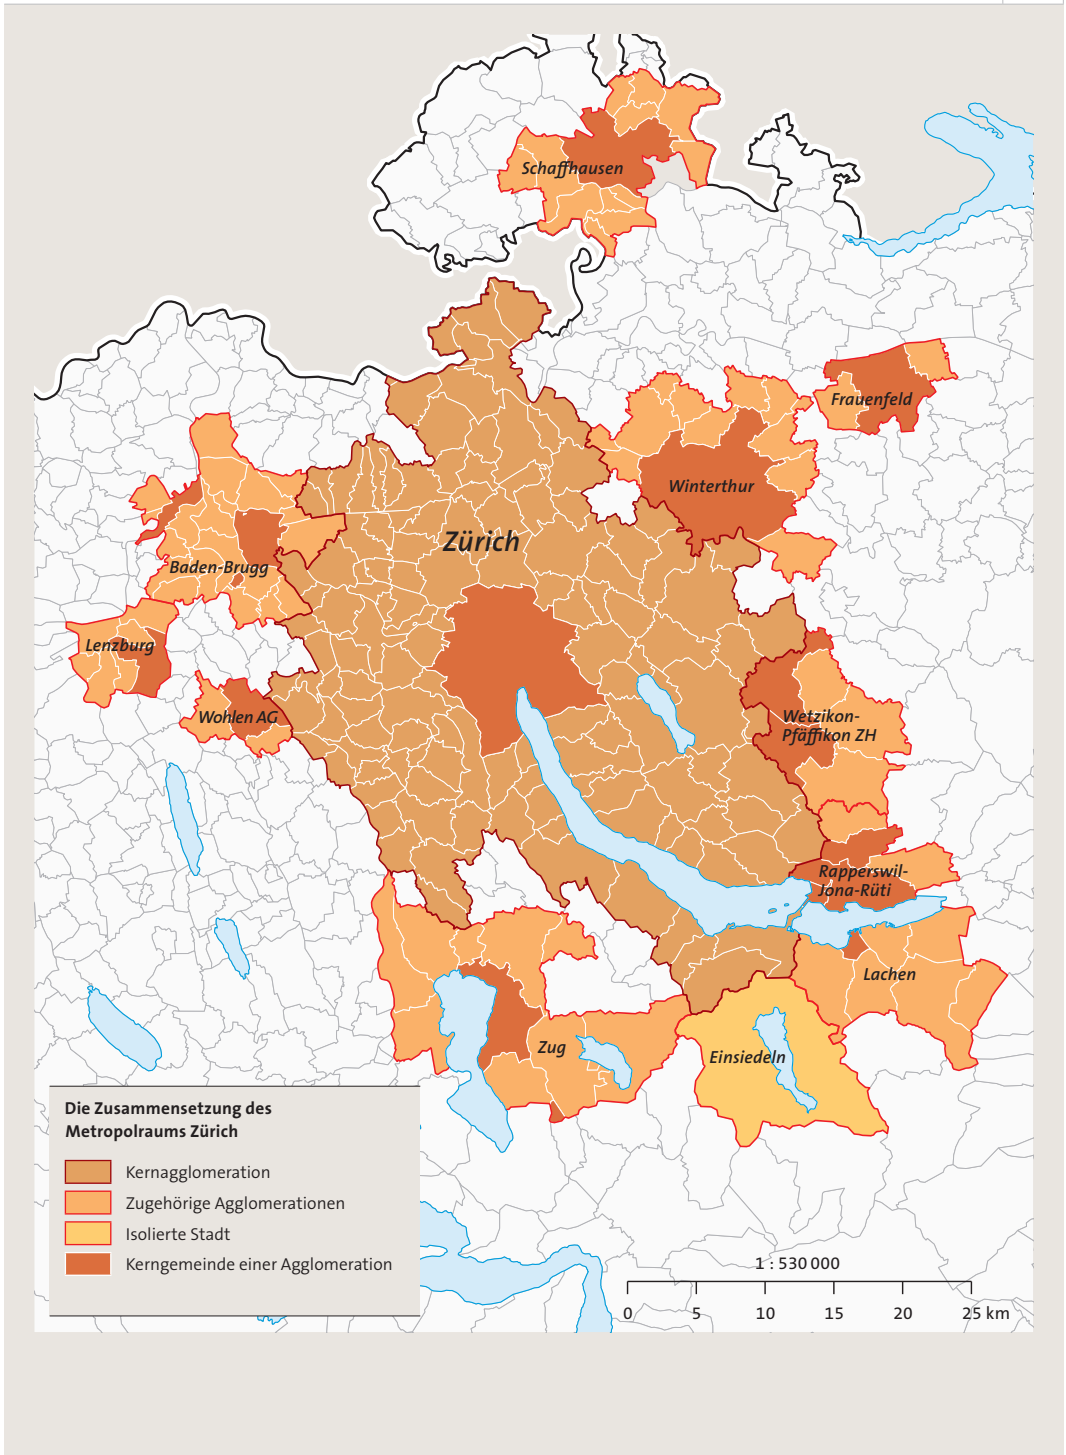 Schaffhausen
Frauenfeld
Winterthur
Zürich
Baden-Brugg
Lenzburg
Wohlen AG
Wetzikon-
Pfäffikon ZH
Rapperswil-
Jona-Rüti
Lachen
Zug
Einsiedeln
Die Zusammensetzung des
Metropolraums Zürich
Kernagglomeration
Zugehörige Agglomerationen
Isolierte Stadt
Kerngemeinde einer Agglomeration
1 : 530 000
0 5 10 15 20 25 km